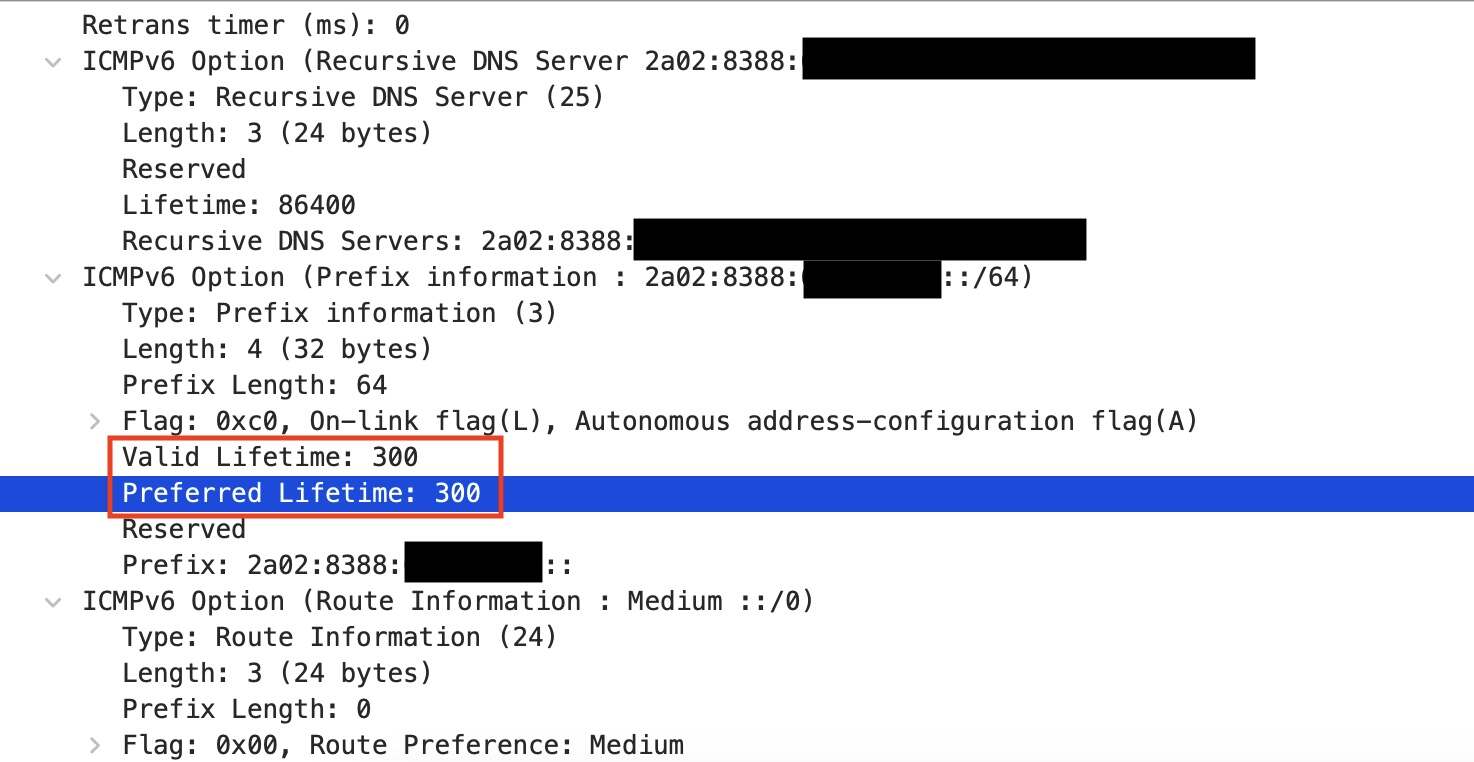 Retrans timer (ms): 0
ICMPv6 Option (Recursive DNS Server 2a02:8388:
Type: Recursive DNS Server (25)
Length: 3 (24 bytes)
Reserved
Lifetime: 86400
Recursive DNS Servers: 2a02:8388:
ICMPv6 Option (Prefix information : 2a02:8388: ::/64)
Type: Prefix information (3)
Length: 4 (32 bytes)
Prefix Length: 64
Flag: 0xc0, On-link flag(L), Autonomous address-configuration flag(A)
Valid Lifetime: 300
Preferred Lifetime: 300
Reserved
Prefix: 2a02:8388: ::
ICMPv6 Option (Route Information : Medium ::/0)
Type: Route Information (24)
Length: 3 (24 bytes)
Prefix Length: 0
Flag: 0x00, Route Preference: Medium